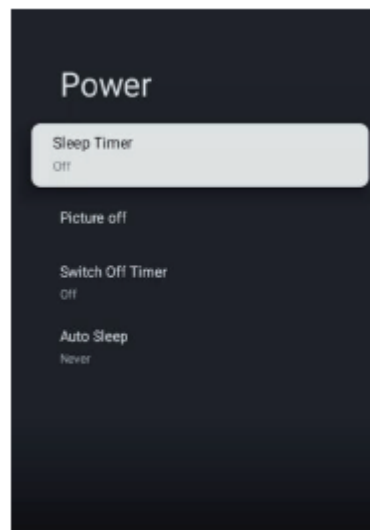 Power
Sleep Timer
Off
Picture off
Switch Off Timer
Off
Auto Sleep
Never